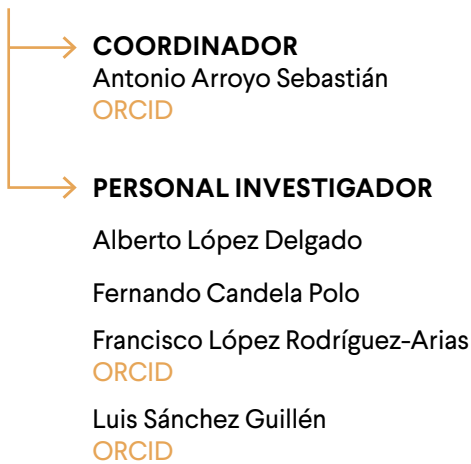 COORDINADOR
Antonio Arroyo Sebastián
ORCID
PERSONAL INVESTIGADOR
Alberto López Delgado
Fernando Candela Polo
Francisco López Rodríguez-Arias
ORCID
Luis Sánchez Guillén
ORCID